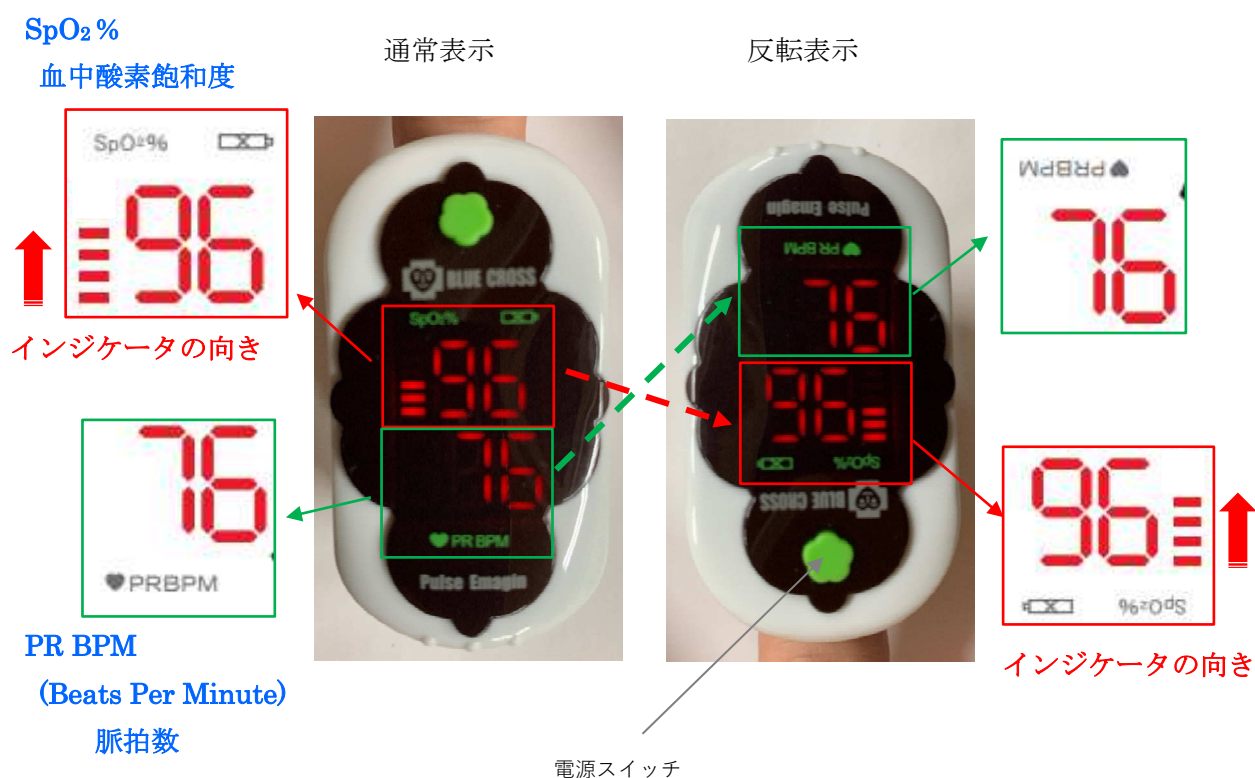 SpO₂%
血中酸素飽和度
通常表示
反転表示
SpO₂%
96
インジケータの向き
76
PRBPM
PR BPM
(Beats Per Minute)
脈拍数
BLUE CROSS
SpO₂%
96
76
PR BPM
Pulse Emagin
Pulse Emagin
PR BPM
76
96
SpO₂%
BLUE CROSS
PRBPM
76
96
SpO₂%
インジケータの向き
電源スイッチ